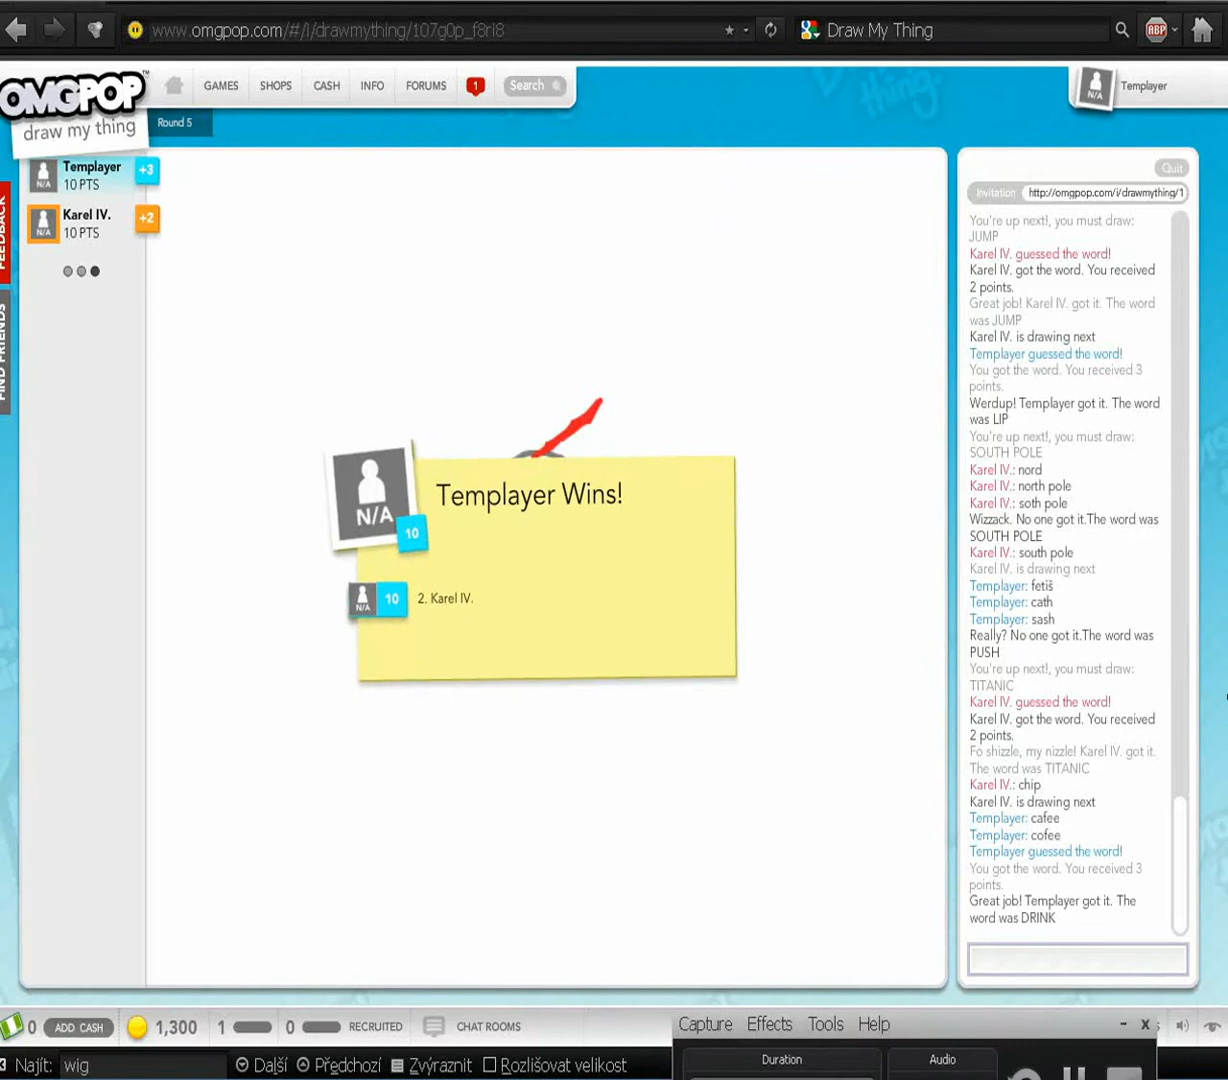 www.omgpop.com/#/l/drawmything/107g0p_f8rl8
Draw My Thing
ABP
OMGPOP
draw my thing
GAMES
SHOPS
CASH
INFO
FORUMS
1
Search
Templayer
N/A
Round 5
thing
FEEDBACK
FIND FRIENDS
Templayer
10 PTS
+3
N/A
Karel IV.
10 PTS
+2
N/A
Templayer Wins!
N/A
10
N/A
10
2. Karel IV.
Quit
Invitation
http://omgpop.com/i/drawmything/1
You're up next!, you must draw:
JUMP
Karel IV. guessed the word!
Karel IV. got the word. You received
2 points.
Great job! Karel IV. got it. The word
was JUMP
Karel IV. is drawing next
Templayer guessed the word!
You got the word. You received 3
points.
Werdup! Templayer got it. The word
was LIP
You're up next!, you must draw:
SOUTH POLE
Karel IV.: nord
Karel IV.: north pole
Karel IV.: soth pole
Wizzack. No one got it.The word was
SOUTH POLE
Karel IV.: south pole
Karel IV. is drawing next
Templayer: fetiš
Templayer: cath
Templayer: sash
Really? No one got it.The word was
PUSH
You're up next!, you must draw:
TITANIC
Karel IV. guessed the word!
Karel IV. got the word. You received
2 points.
Fo shizzle, my nizzle! Karel IV. got it.
The word was TITANIC
Karel IV.: chip
Karel IV. is drawing next
Templayer: cafee
Templayer: cofee
Templayer guessed the word!
You got the word. You received 3
points.
Great job! Templayer got it. The
word was DRINK
0
ADD CASH
1,300
1
0
RECRUITED
CHAT ROOMS
Capture
Effects
Tools
Help
Duration
Audio
Najít:
wig
Další
Předchozí
Zvýraznit
Rozlišovat velikost